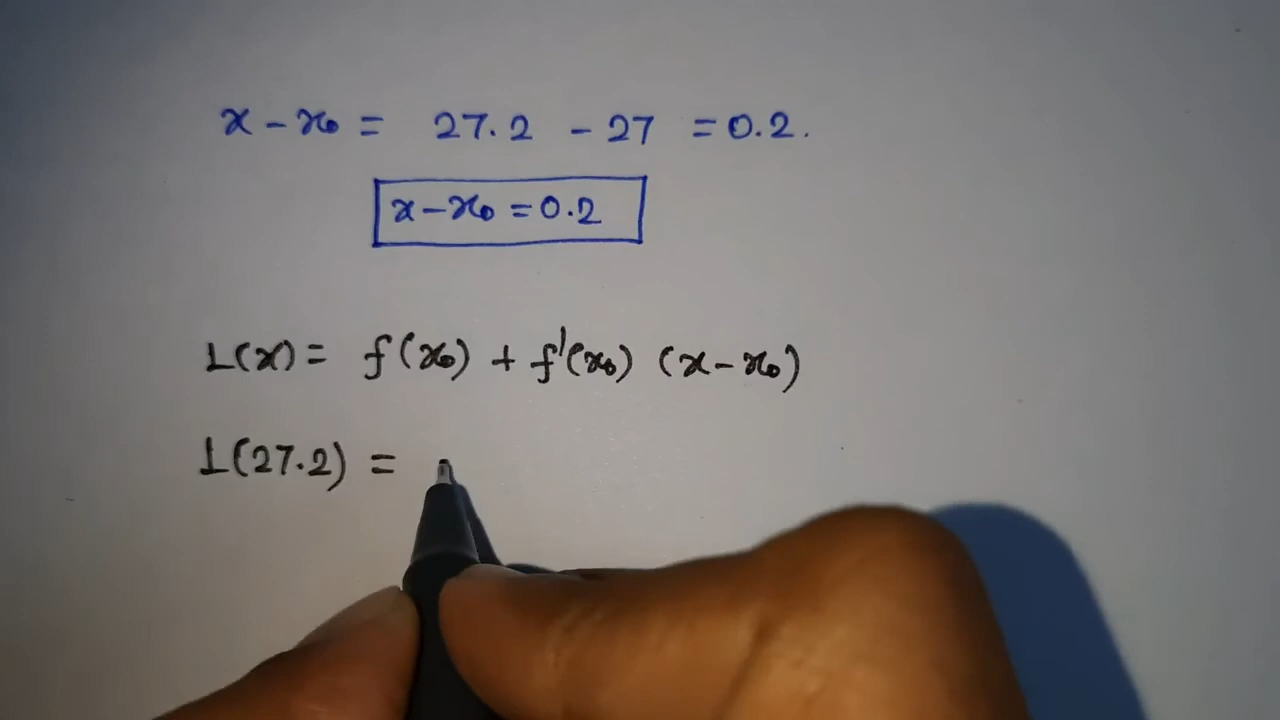 x - x₀ = 27.2 - 27 = 0.2.
x - x₀ = 0.2
L(x) = f(x₀) + f'(x₀) (x - x₀)
L(27.2) =